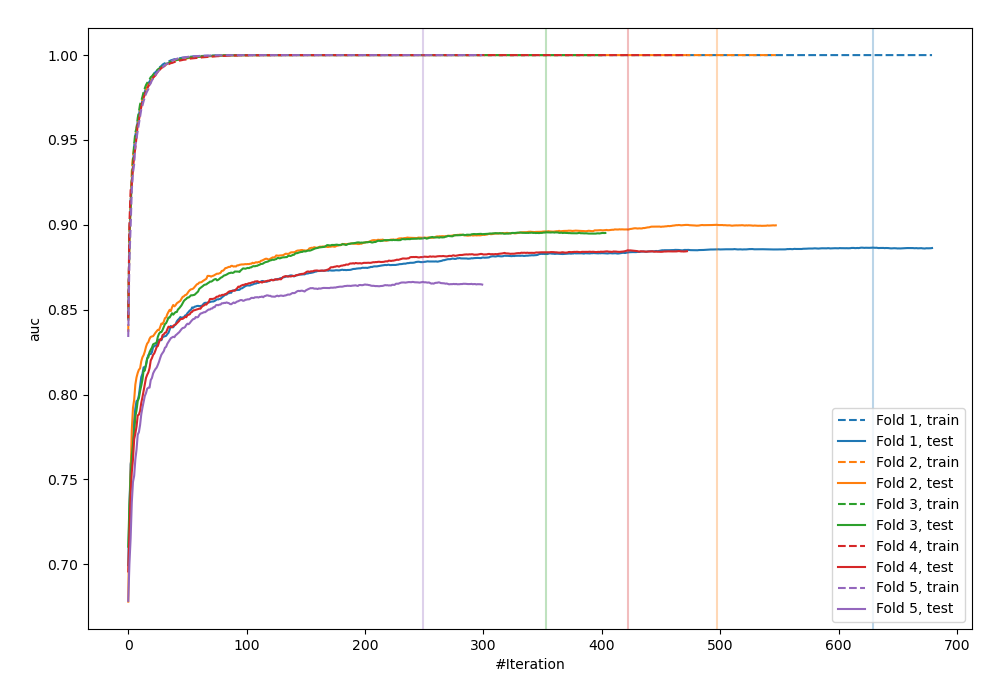 1.00
0.95
0.90
0.85
0.80
0.75
0.70
auc
0
100
200
300
400
500
600
700
#Iteration
Fold 1, train
Fold 1, test
Fold 2, train
Fold 2, test
Fold 3, train
Fold 3, test
Fold 4, train
Fold 4, test
Fold 5, train
Fold 5, test